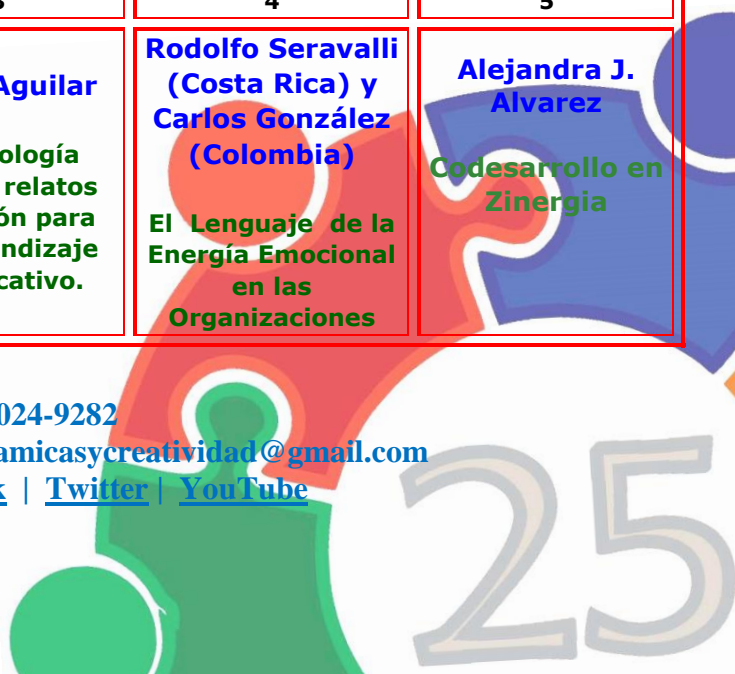 3
4
5
Aguilar
ología
relatos
ón para
ndizaje
cativo.
Rodolfo Seravalli
(Costa Rica) y
Carlos González
(Colombia)
El Lenguaje de la
Energía Emocional
en las
Organizaciones
Alejandra J.
Alvarez
Codesarrollo en
Zinergia
024-9282
amicasycreatividad@gmail.com
k | Twitter | YouTube
25